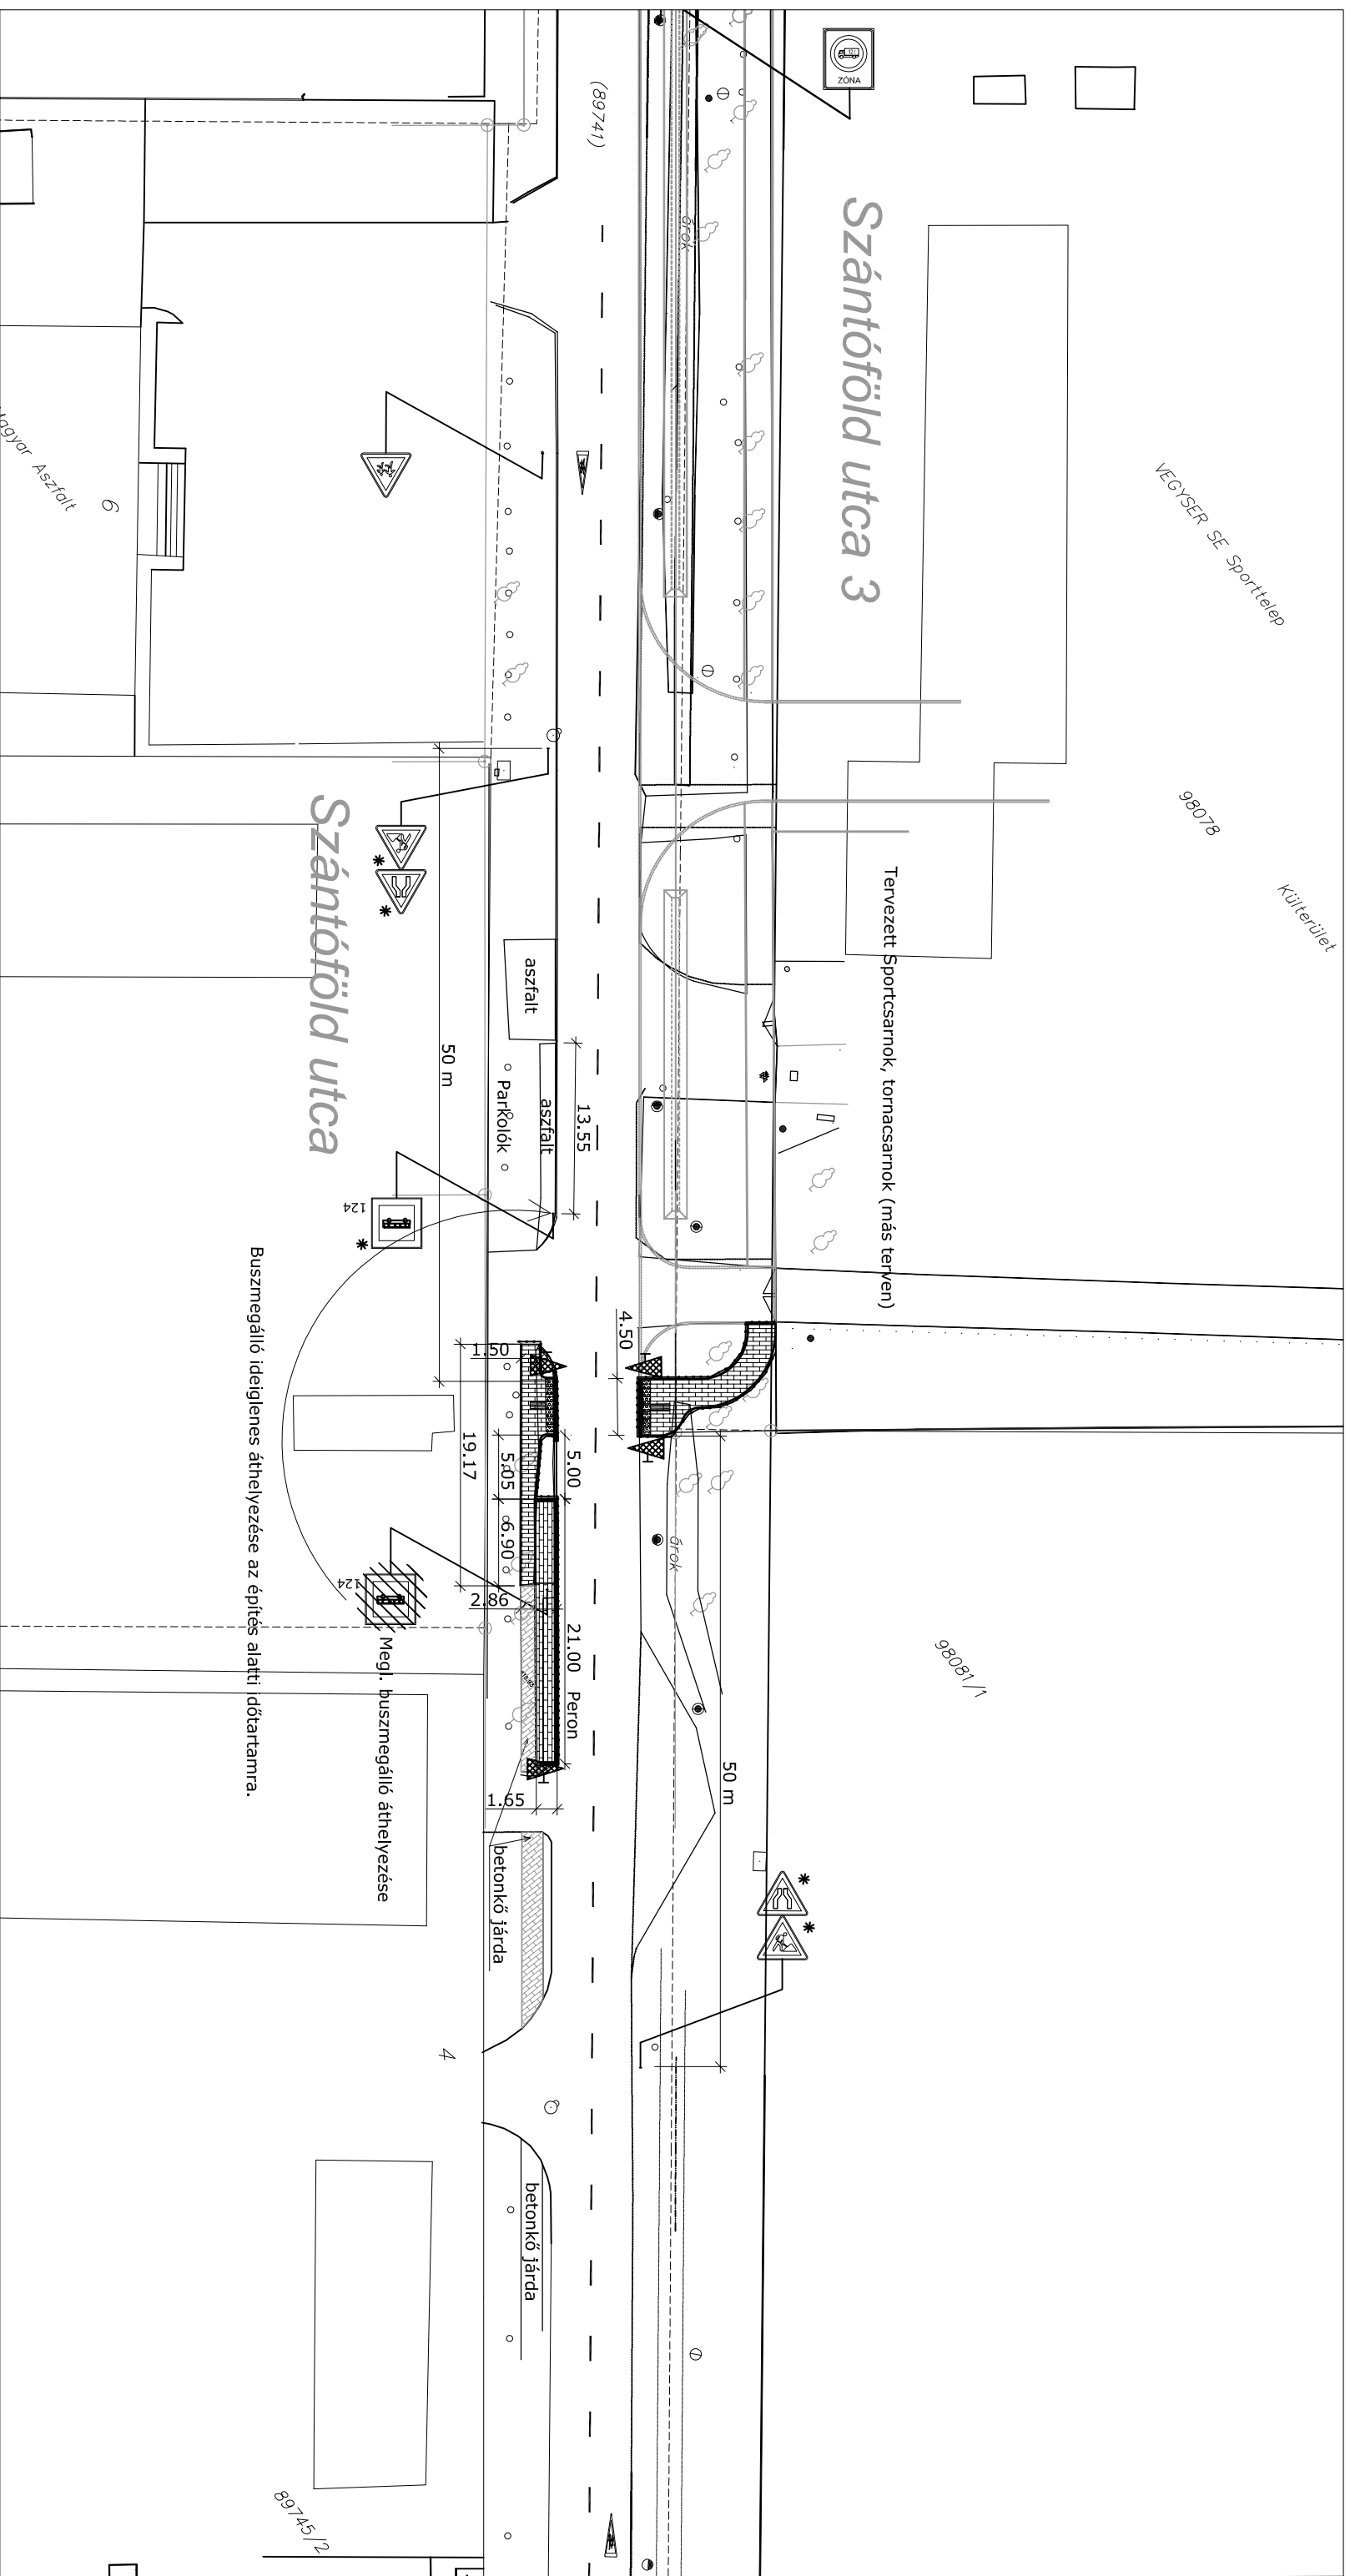 ZÓNA
(89741)
árok
Szántóföld utca 3
VEGYSER SE Sporttelep
Magyar Aszfalt
6
98078
Külterület
Szántóföld utca
Tervezett Sportcsarnok, tornacsarnok (más terven)
aszfalt
50 m
Parkolók
aszfalt
13.55
124
Buszmegálló ideiglenes áthelyezése az építés alatti időtartamra.
4.50
1.50
19.17
5.05
5.00
6.90
2.86
21.00 Peron
árok
124
Megl. buszmegálló áthelyezése
98081/1
50 m
1.65
betonkő járda
4
betonkő járda
89745/2